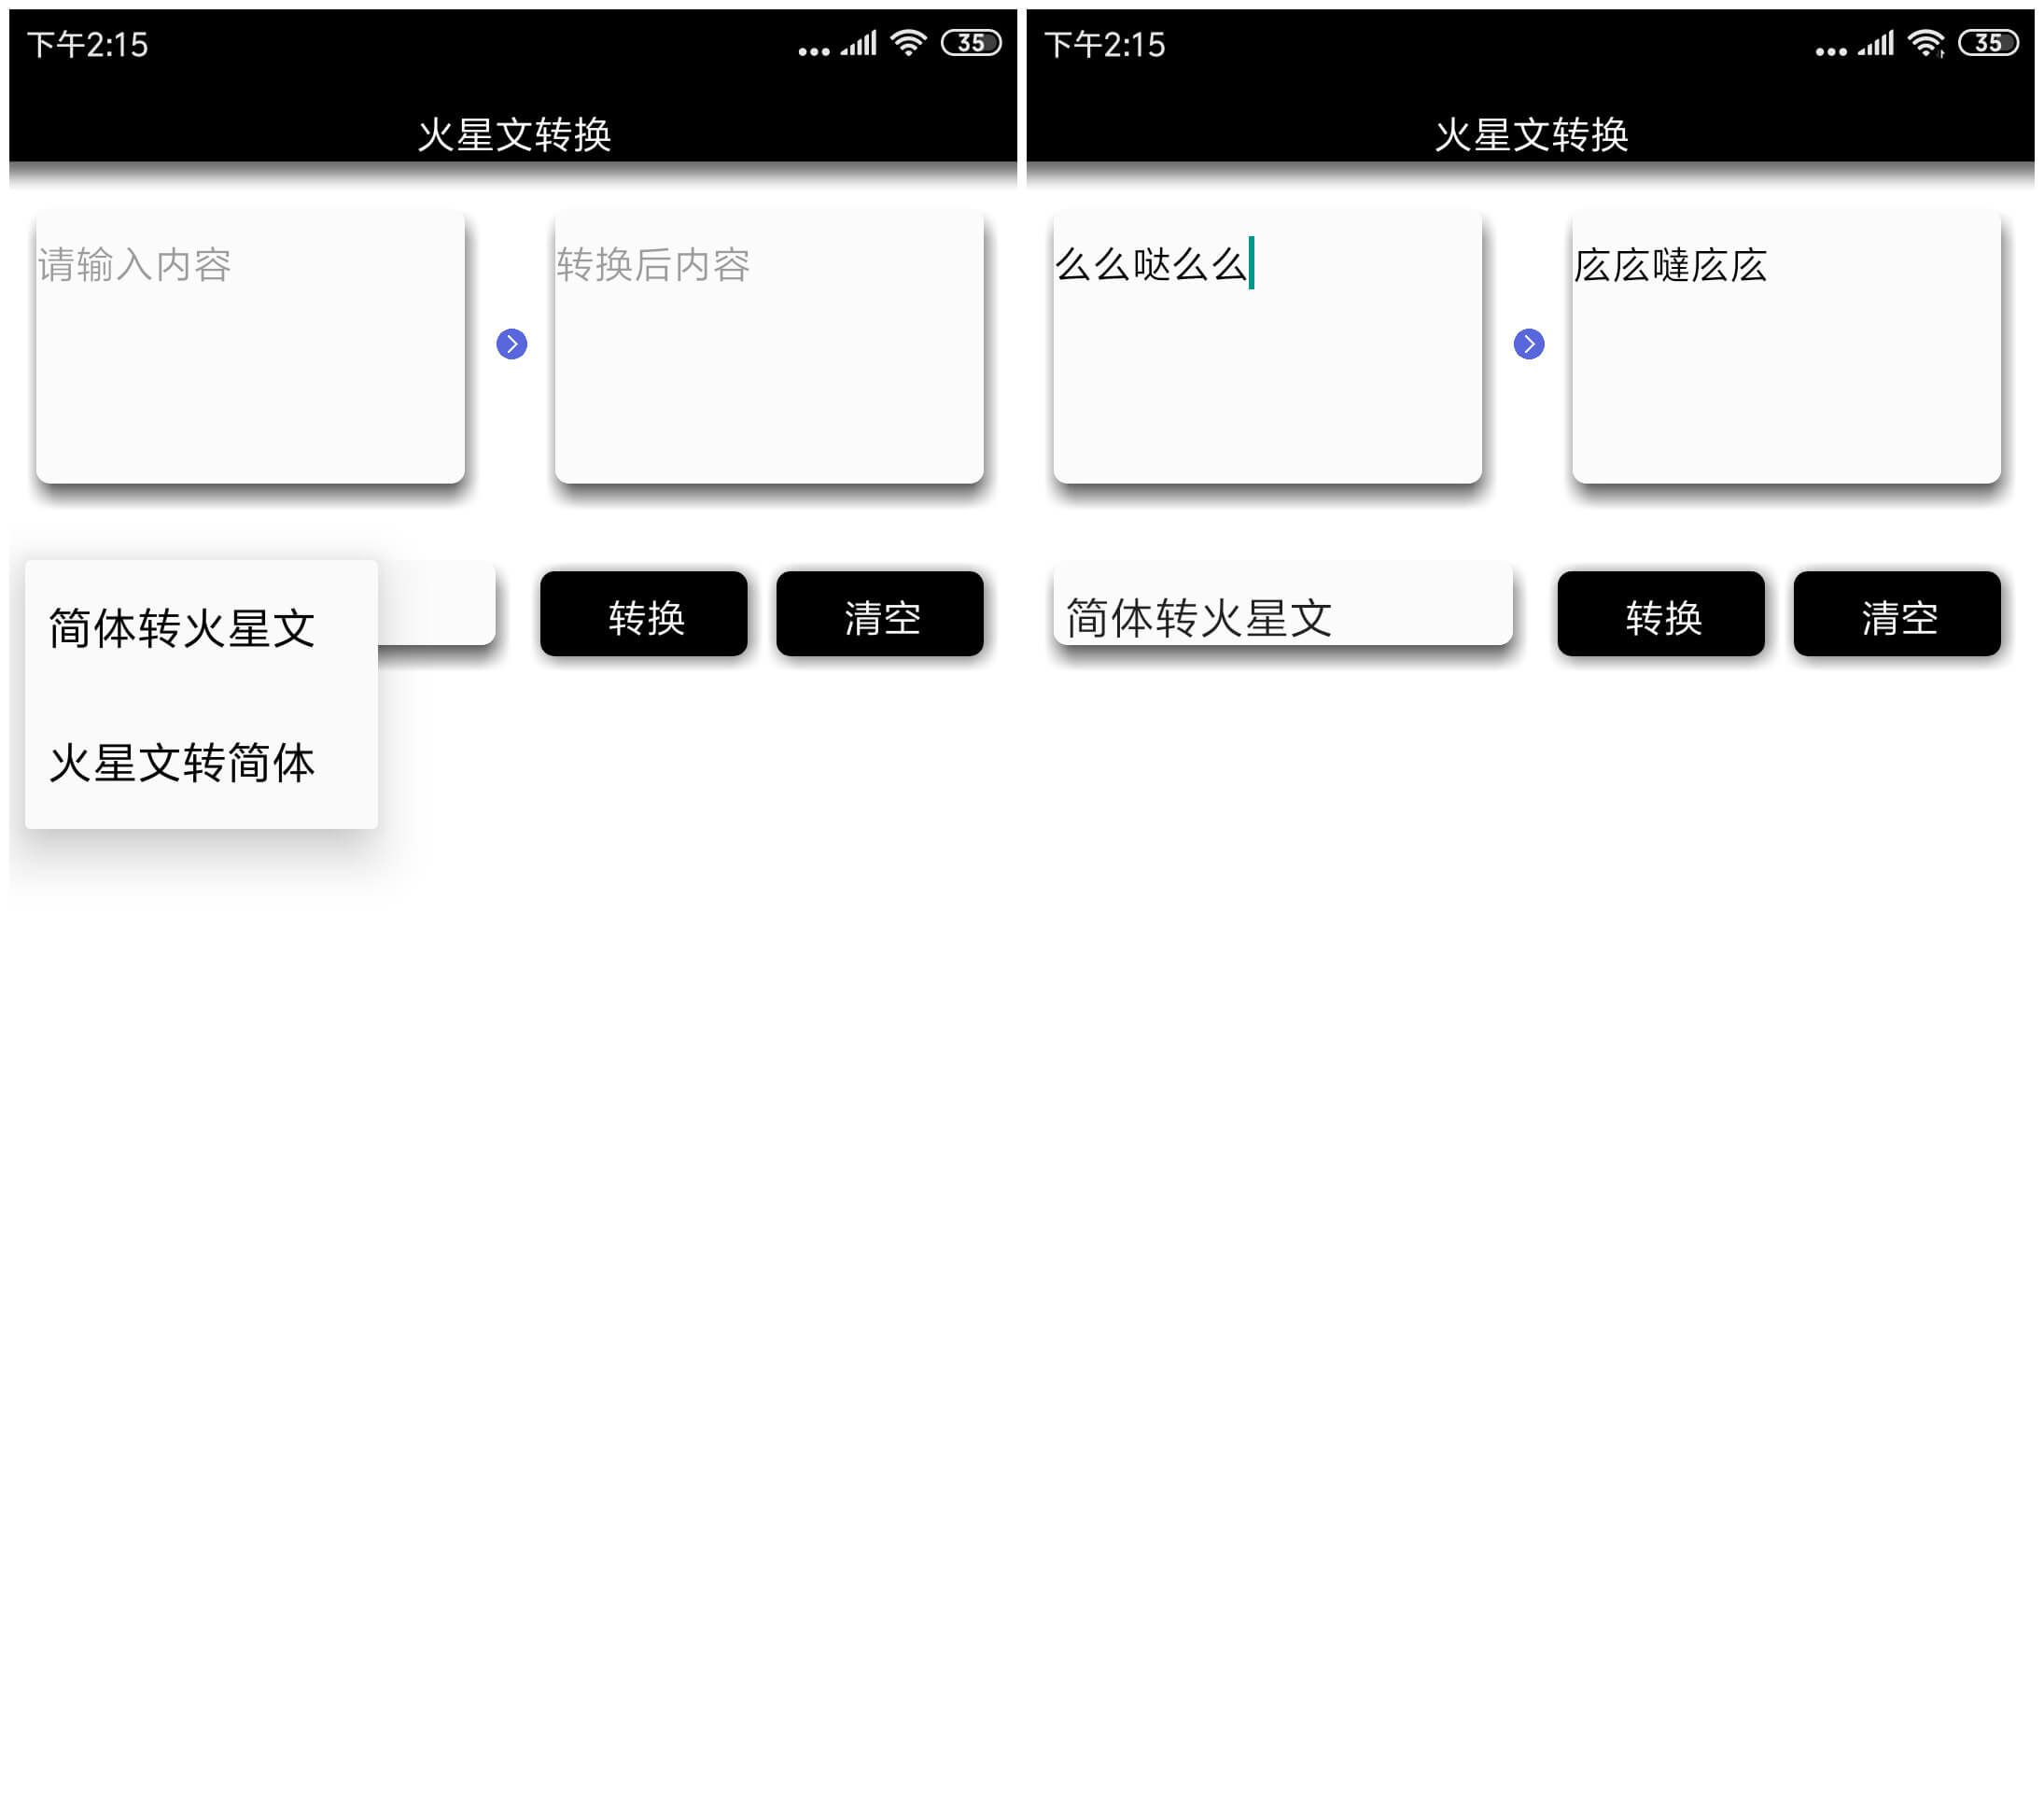 下午2:15
35
火星文转换
请输入内容
转换后内容
简体转火星文
火星文转简体
转换
清空
下午2:15
35
火星文转换
么么哒么么
庅庅噠庅庅
简体转火星文
转换
清空